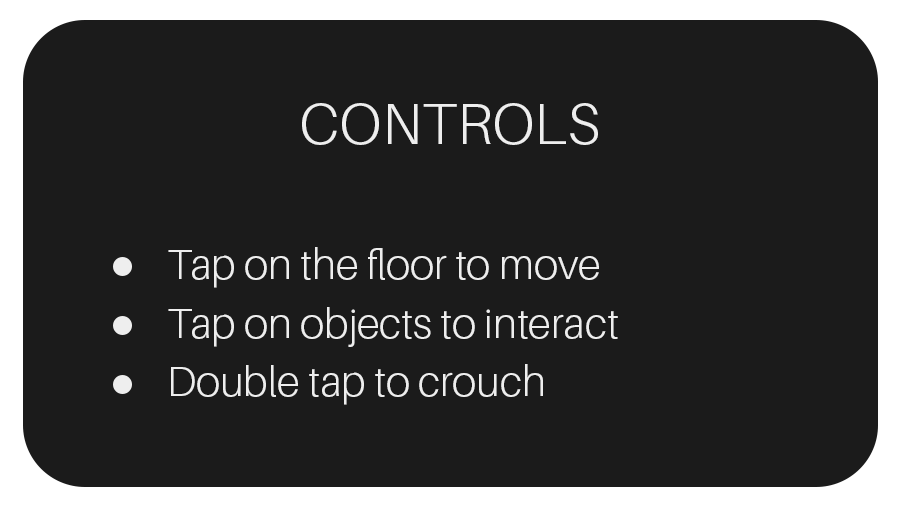 CONTROLS
● Tap on the floor to move
● Tap on objects to interact
● Double tap to crouch